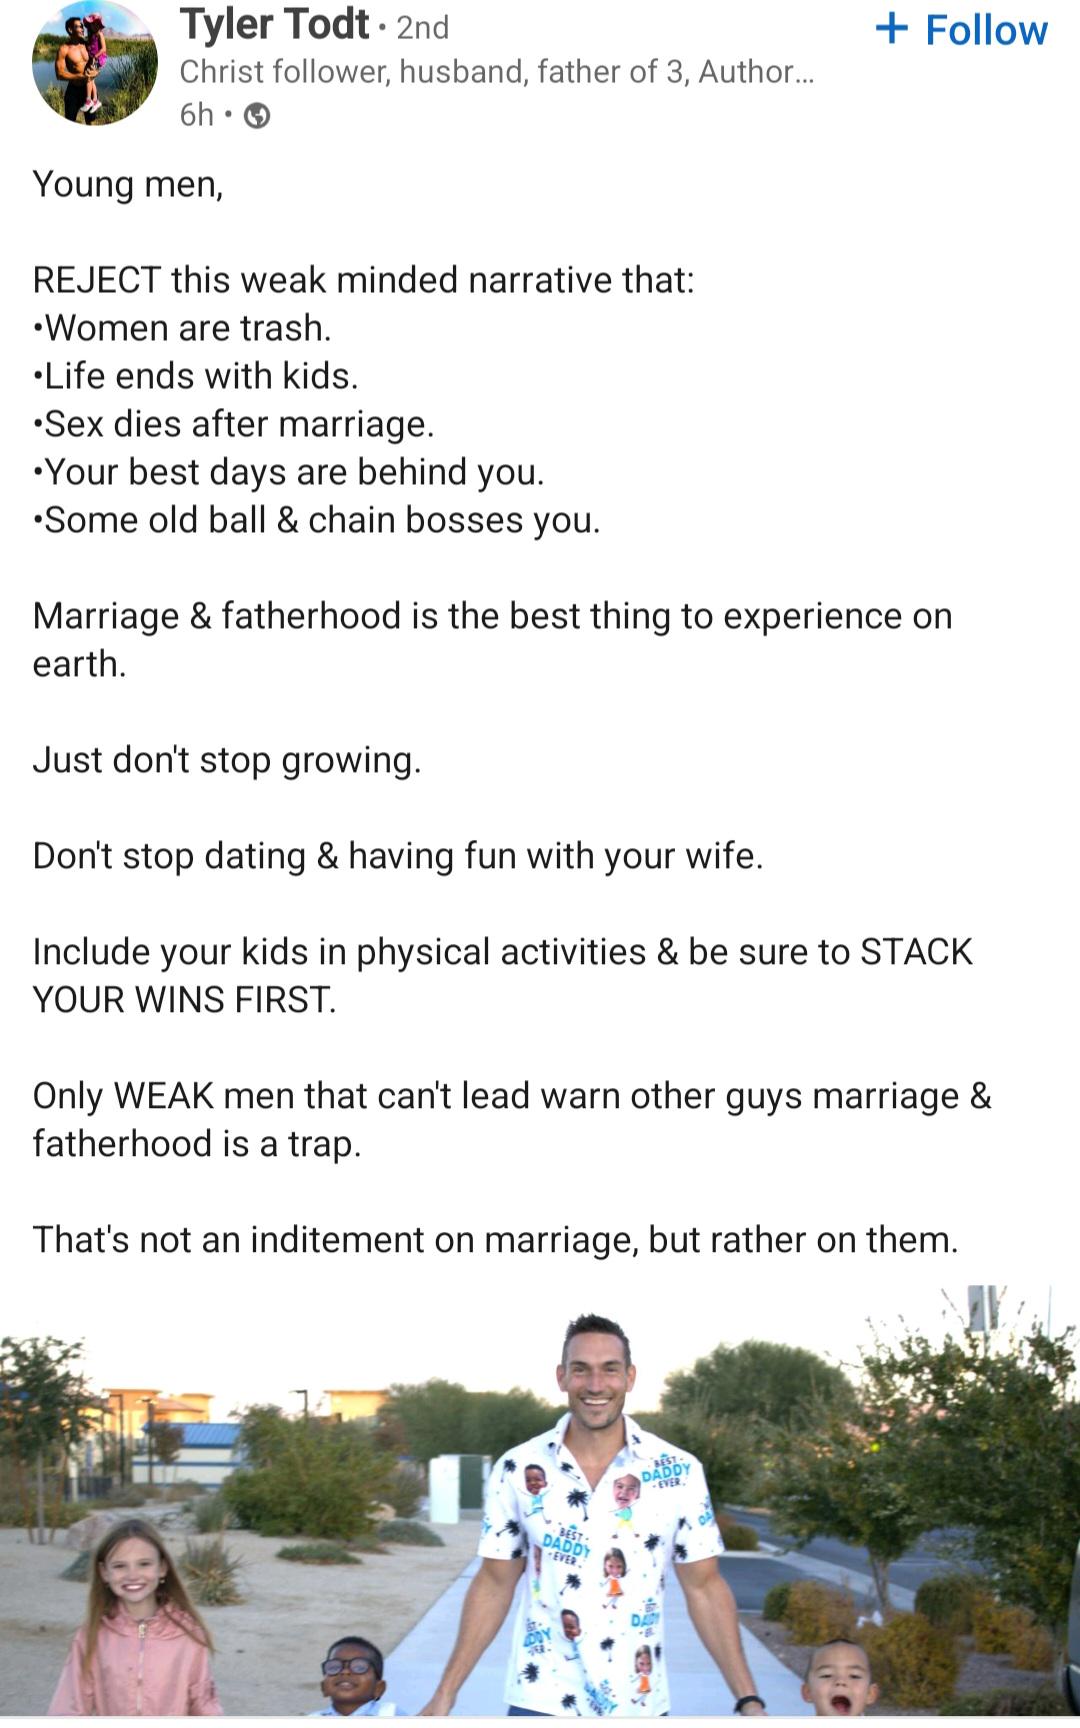 Tyler Todt • 2nd
+ Follow
Christ follower, husband, father of 3, Author...
6h •
Young men,
REJECT this weak minded narrative that:
•Women are trash.
•Life ends with kids.
•Sex dies after marriage.
•Your best days are behind you.
•Some old ball & chain bosses you.
Marriage & fatherhood is the best thing to experience on
earth.
Just don't stop growing.
Don't stop dating & having fun with your wife.
Include your kids in physical activities & be sure to STACK
YOUR WINS FIRST.
Only WEAK men that can't lead warn other guys marriage &
fatherhood is a trap.
That's not an inditement on marriage, but rather on them.
BEST
DADDY
EVER
BEST
DADDY
EVER